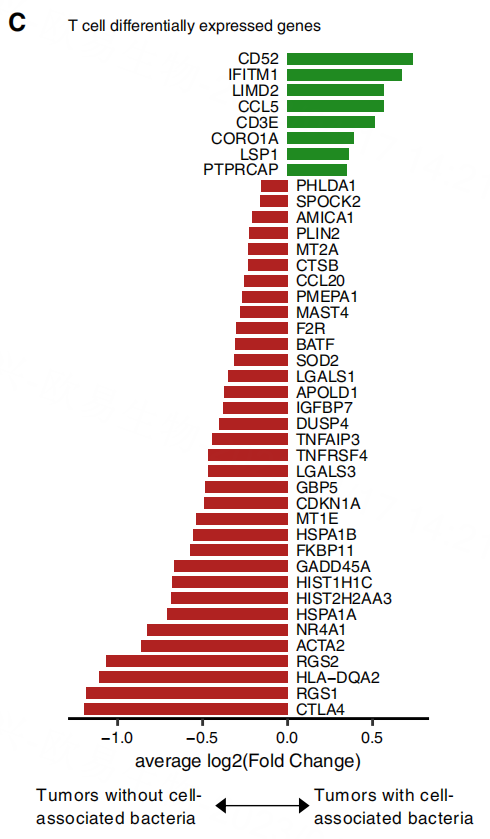 C
T cell differentially expressed genes
CD52
IFITM1
LIMD2
CCL5
CD3E
CORO1A
LSP1
PTPRCAP
PHLDA1
SPOCK2
AMICA1
PLIN2
MT2A
CTSB
CCL20
PMEPA1
MAST4
F2R
BATF
SOD2
LGALS1
APOLD1
IGFBP7
DUSP4
TNFAIP3
TNFRSF4
LGALS3
GBP5
CDKN1A
MT1E
HSPA1B
FKBP11
GADD45A
HIST1H1C
HIST2H2AA3
HSPA1A
NR4A1
ACTA2
RGS2
HLA−DQA2
RGS1
CTLA4
−1.0 −0.5 0.0 0.5
average log2(Fold Change)
Tumors without cell-
associated bacteria
Tumors with cell-
associated bacteria